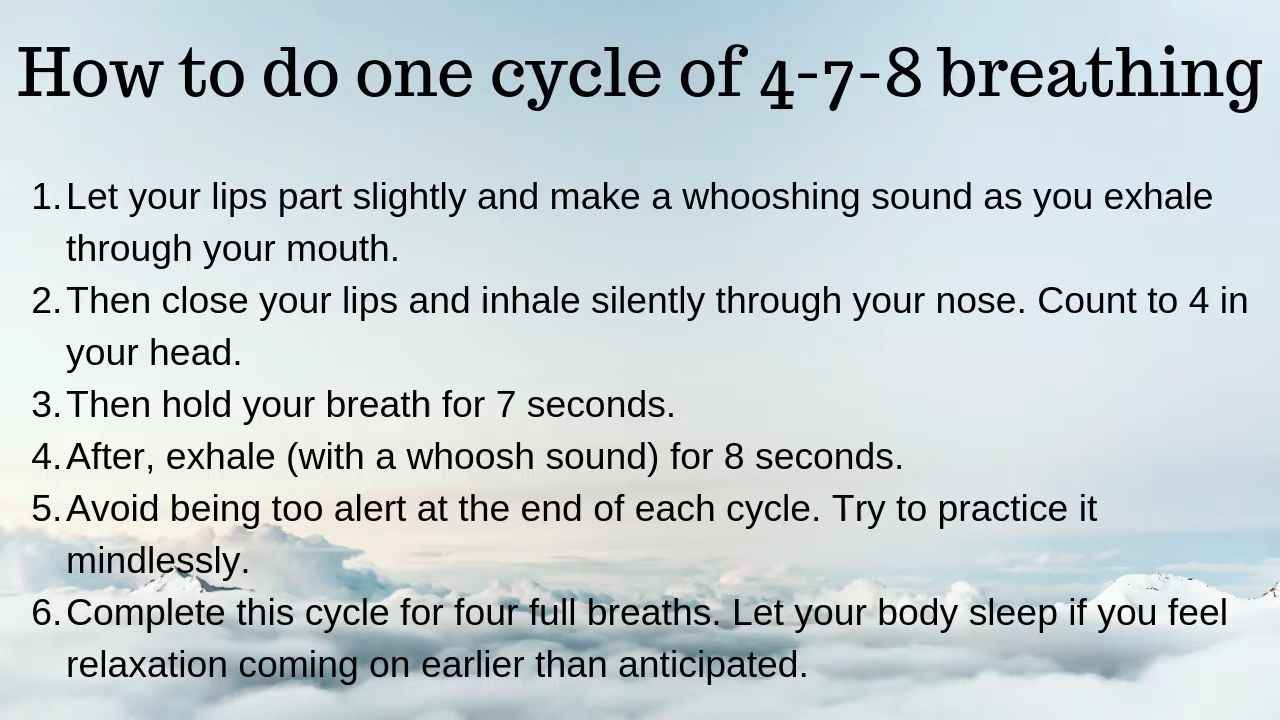 How to do one cycle of 4-7-8 breathing
1. Let your lips part slightly and make a whooshing sound as you exhale
through your mouth.
2. Then close your lips and inhale silently through your nose. Count to 4 in
your head.
3. Then hold your breath for 7 seconds.
4. After, exhale (with a whoosh sound) for 8 seconds.
5. Avoid being too alert at the end of each cycle. Try to practice it
mindlessly.
6. Complete this cycle for four full breaths. Let your body sleep if you feel
relaxation coming on earlier than anticipated.